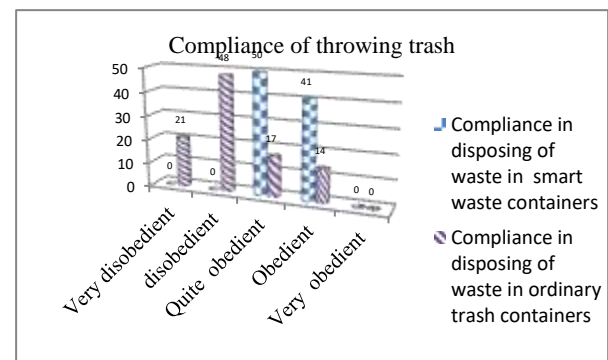 Compliance of throwing trash
50
40
30
20
10
0
0
21
0
48
50
17
41
14
0 0
Very disobedient
disobedient
Quite obedient
Obedient
Very obedient
Compliance in
disposing of
waste in smart
waste containers
Compliance in
disposing of
waste in ordinary
trash containers